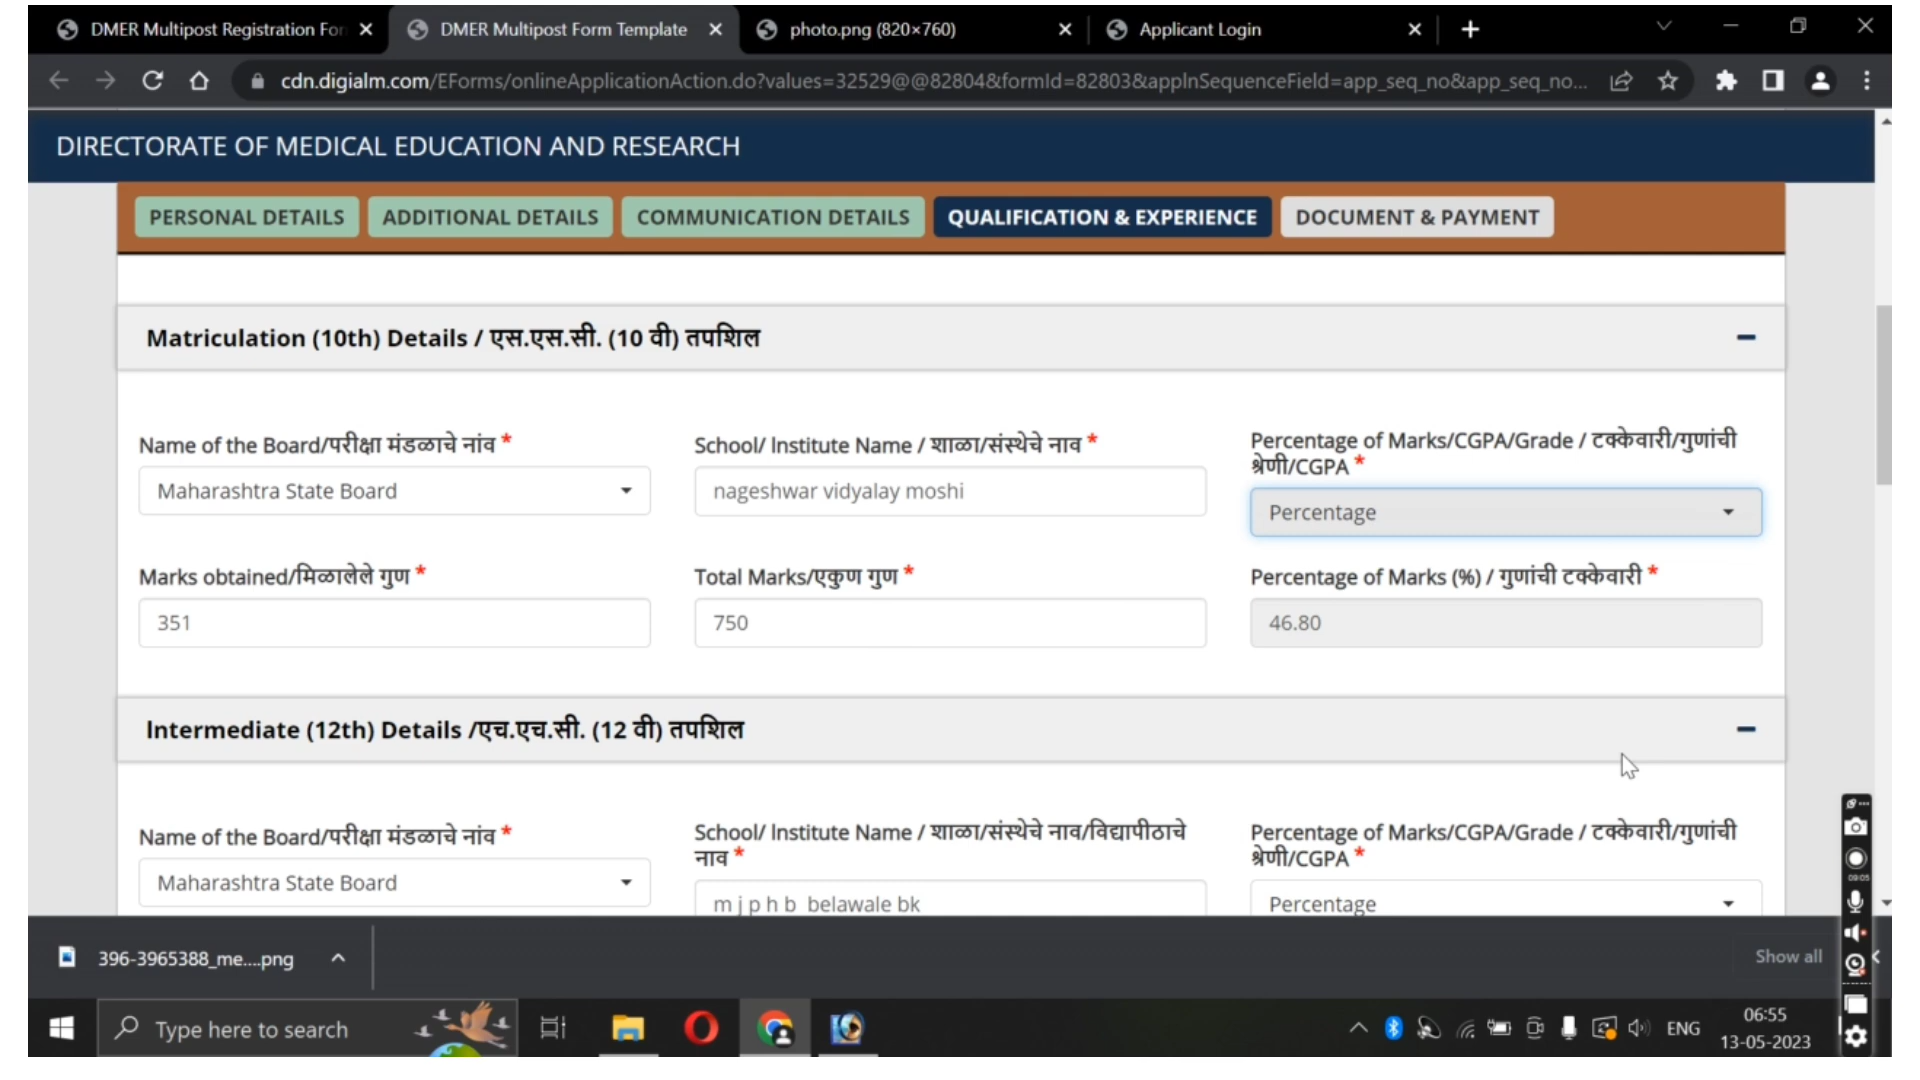 DMER Multipost Registration For
DMER Multipost Form Template
photo.png (820×760)
Applicant Login
cdn.digialm.com/EForms/onlineApplicationAction.do?values=32529@@82804&formId=82803&applnSequenceField=app_seq_no&app_seq_no...
DIRECTORATE OF MEDICAL EDUCATION AND RESEARCH
PERSONAL DETAILS ADDITIONAL DETAILS COMMUNICATION DETAILS QUALIFICATION & EXPERIENCE DOCUMENT & PAYMENT
Matriculation (10th) Details / एस.एस.सी. (10 वी) तपशिल
Name of the Board/परीक्षा मंडळाचे नांव *
Maharashtra State Board
School/ Institute Name / शाळा/संस्थेचे नाव *
nageshwar vidyalay moshi
Percentage of Marks/CGPA/Grade / टक्केवारी/गुणांची
श्रेणी/CGPA *
Percentage
Marks obtained/मिळालेले गुण *
351
Total Marks/एकुण गुण *
750
Percentage of Marks (%) / गुणांची टक्केवारी *
46.80
Intermediate (12th) Details /एच.एच.सी. (12 वी) तपशिल
Name of the Board/परीक्षा मंडळाचे नांव *
Maharashtra State Board
School/ Institute Name / शाळा/संस्थेचे नाव/विद्यापीठाचे
नाव *
m j p h b belawale bk
Percentage of Marks/CGPA/Grade / टक्केवारी/गुणांची
श्रेणी/CGPA *
Percentage
09:05
396-3965388_me....png
Show all
Type here to search
ENG
06:55
13-05-2023